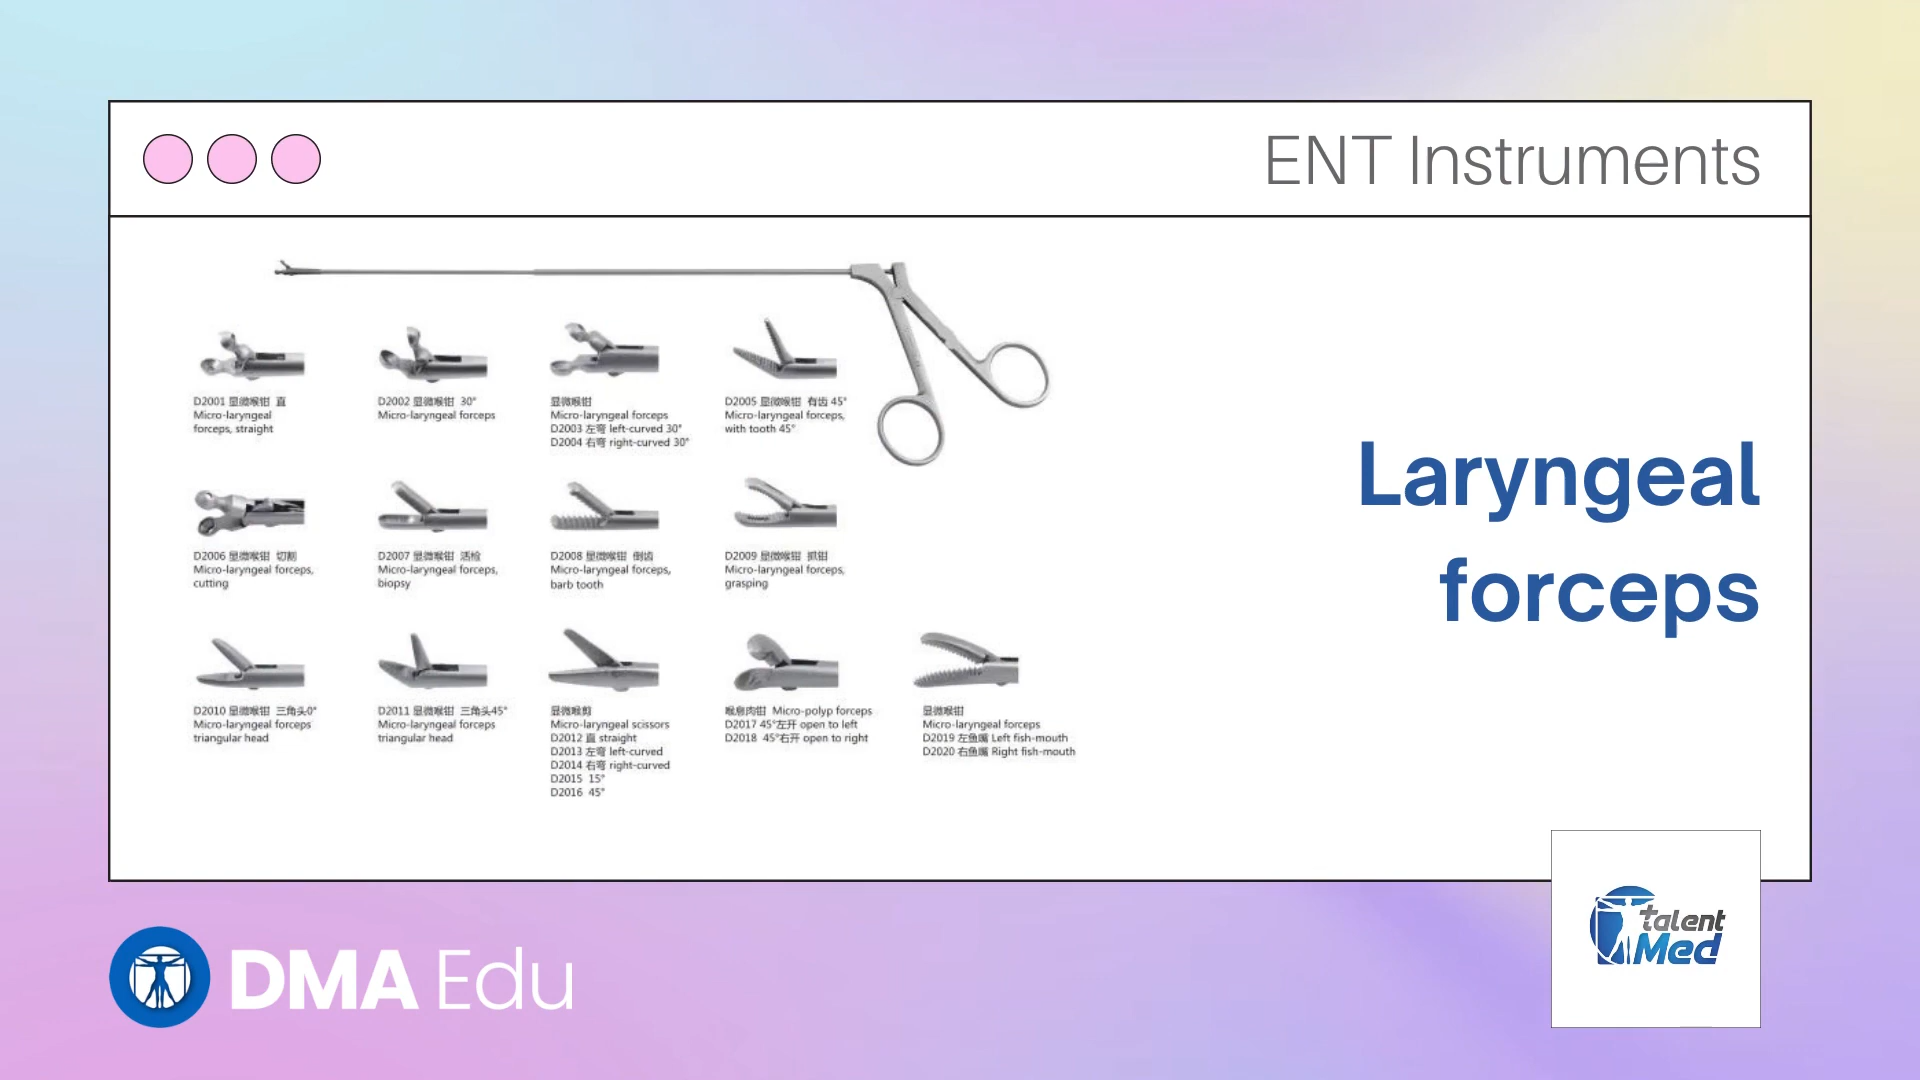 ENT Instruments
D2001 显微喉钳 直
Micro-laryngeal
forceps, straight
D2002 显微喉钳 30°
Micro-laryngeal forceps
显微喉钳
Micro-laryngeal forceps
D2003 左弯 left-curved 30°
D2004 右弯 right-curved 30°
D2005 显微喉钳 有齿 45°
Micro-laryngeal forceps,
with tooth 45°
D2006 显微喉钳 切割
Micro-laryngeal forceps,
cutting
D2007 显微喉钳 活检
Micro-laryngeal forceps,
biopsy
D2008 显微喉钳 倒齿
Micro-laryngeal forceps,
barb tooth
D2009 显微喉钳 抓钳
Micro-laryngeal forceps,
grasping
D2010 显微喉钳 三角头0°
Micro-laryngeal forceps
triangular head
D2011 显微喉钳 三角头45°
Micro-laryngeal forceps
triangular head
显微喉剪
Micro-laryngeal scissors
D2012 直 straight
D2013 左弯 left-curved
D2014 右弯 right-curved
D2015 15°
D2016 45°
喉息肉钳 Micro-polyp forceps
D2017 45°左开 open to left
D2018 45°右开 open to right
显微喉钳
Micro-laryngeal forceps
D2019 左鱼嘴 Left fish-mouth
D2020 右鱼嘴 Right fish-mouth
Laryngeal
forceps
DMA Edu
talent
Med